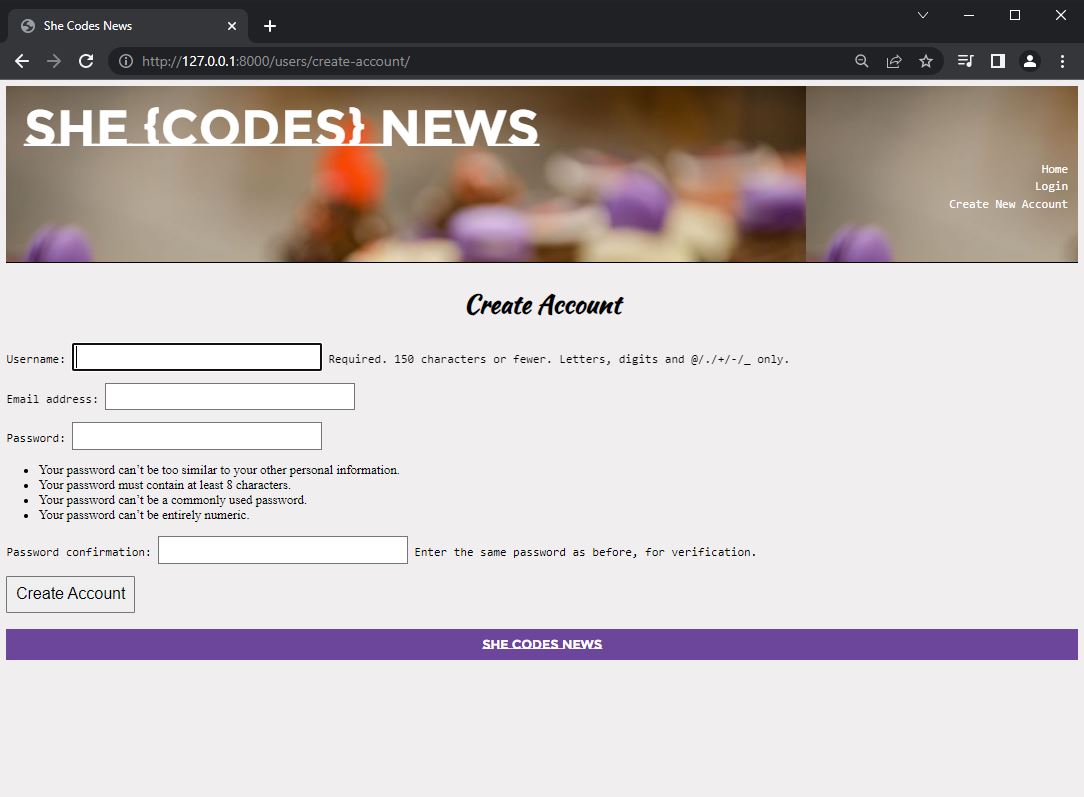 She Codes News
http://127.0.0.1:8000/users/create-account/
SHE {CODES} NEWS
Home
Login
Create New Account
Create Account
Username: Required. 150 characters or fewer. Letters, digits and @/./+/-/_ only.
Email address:
Password:
• Your password can’t be too similar to your other personal information.
• Your password must contain at least 8 characters.
• Your password can’t be a commonly used password.
• Your password can’t be entirely numeric.
Password confirmation: Enter the same password as before, for verification.
Create Account
SHE CODES NEWS